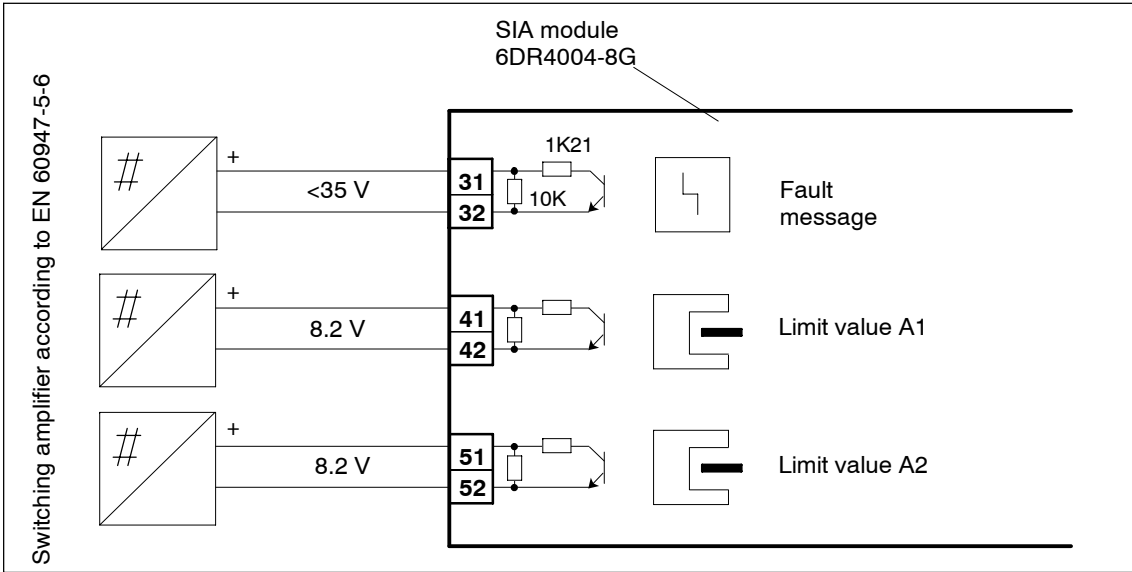 SIA module
6DR4004-8G
Switching amplifier according to EN 60947-5-6
#
+
<35 V
31
32
1K21
10K
Fault
message
#
+
8.2 V
41
42
Limit value A1
#
+
8.2 V
51
52
Limit value A2